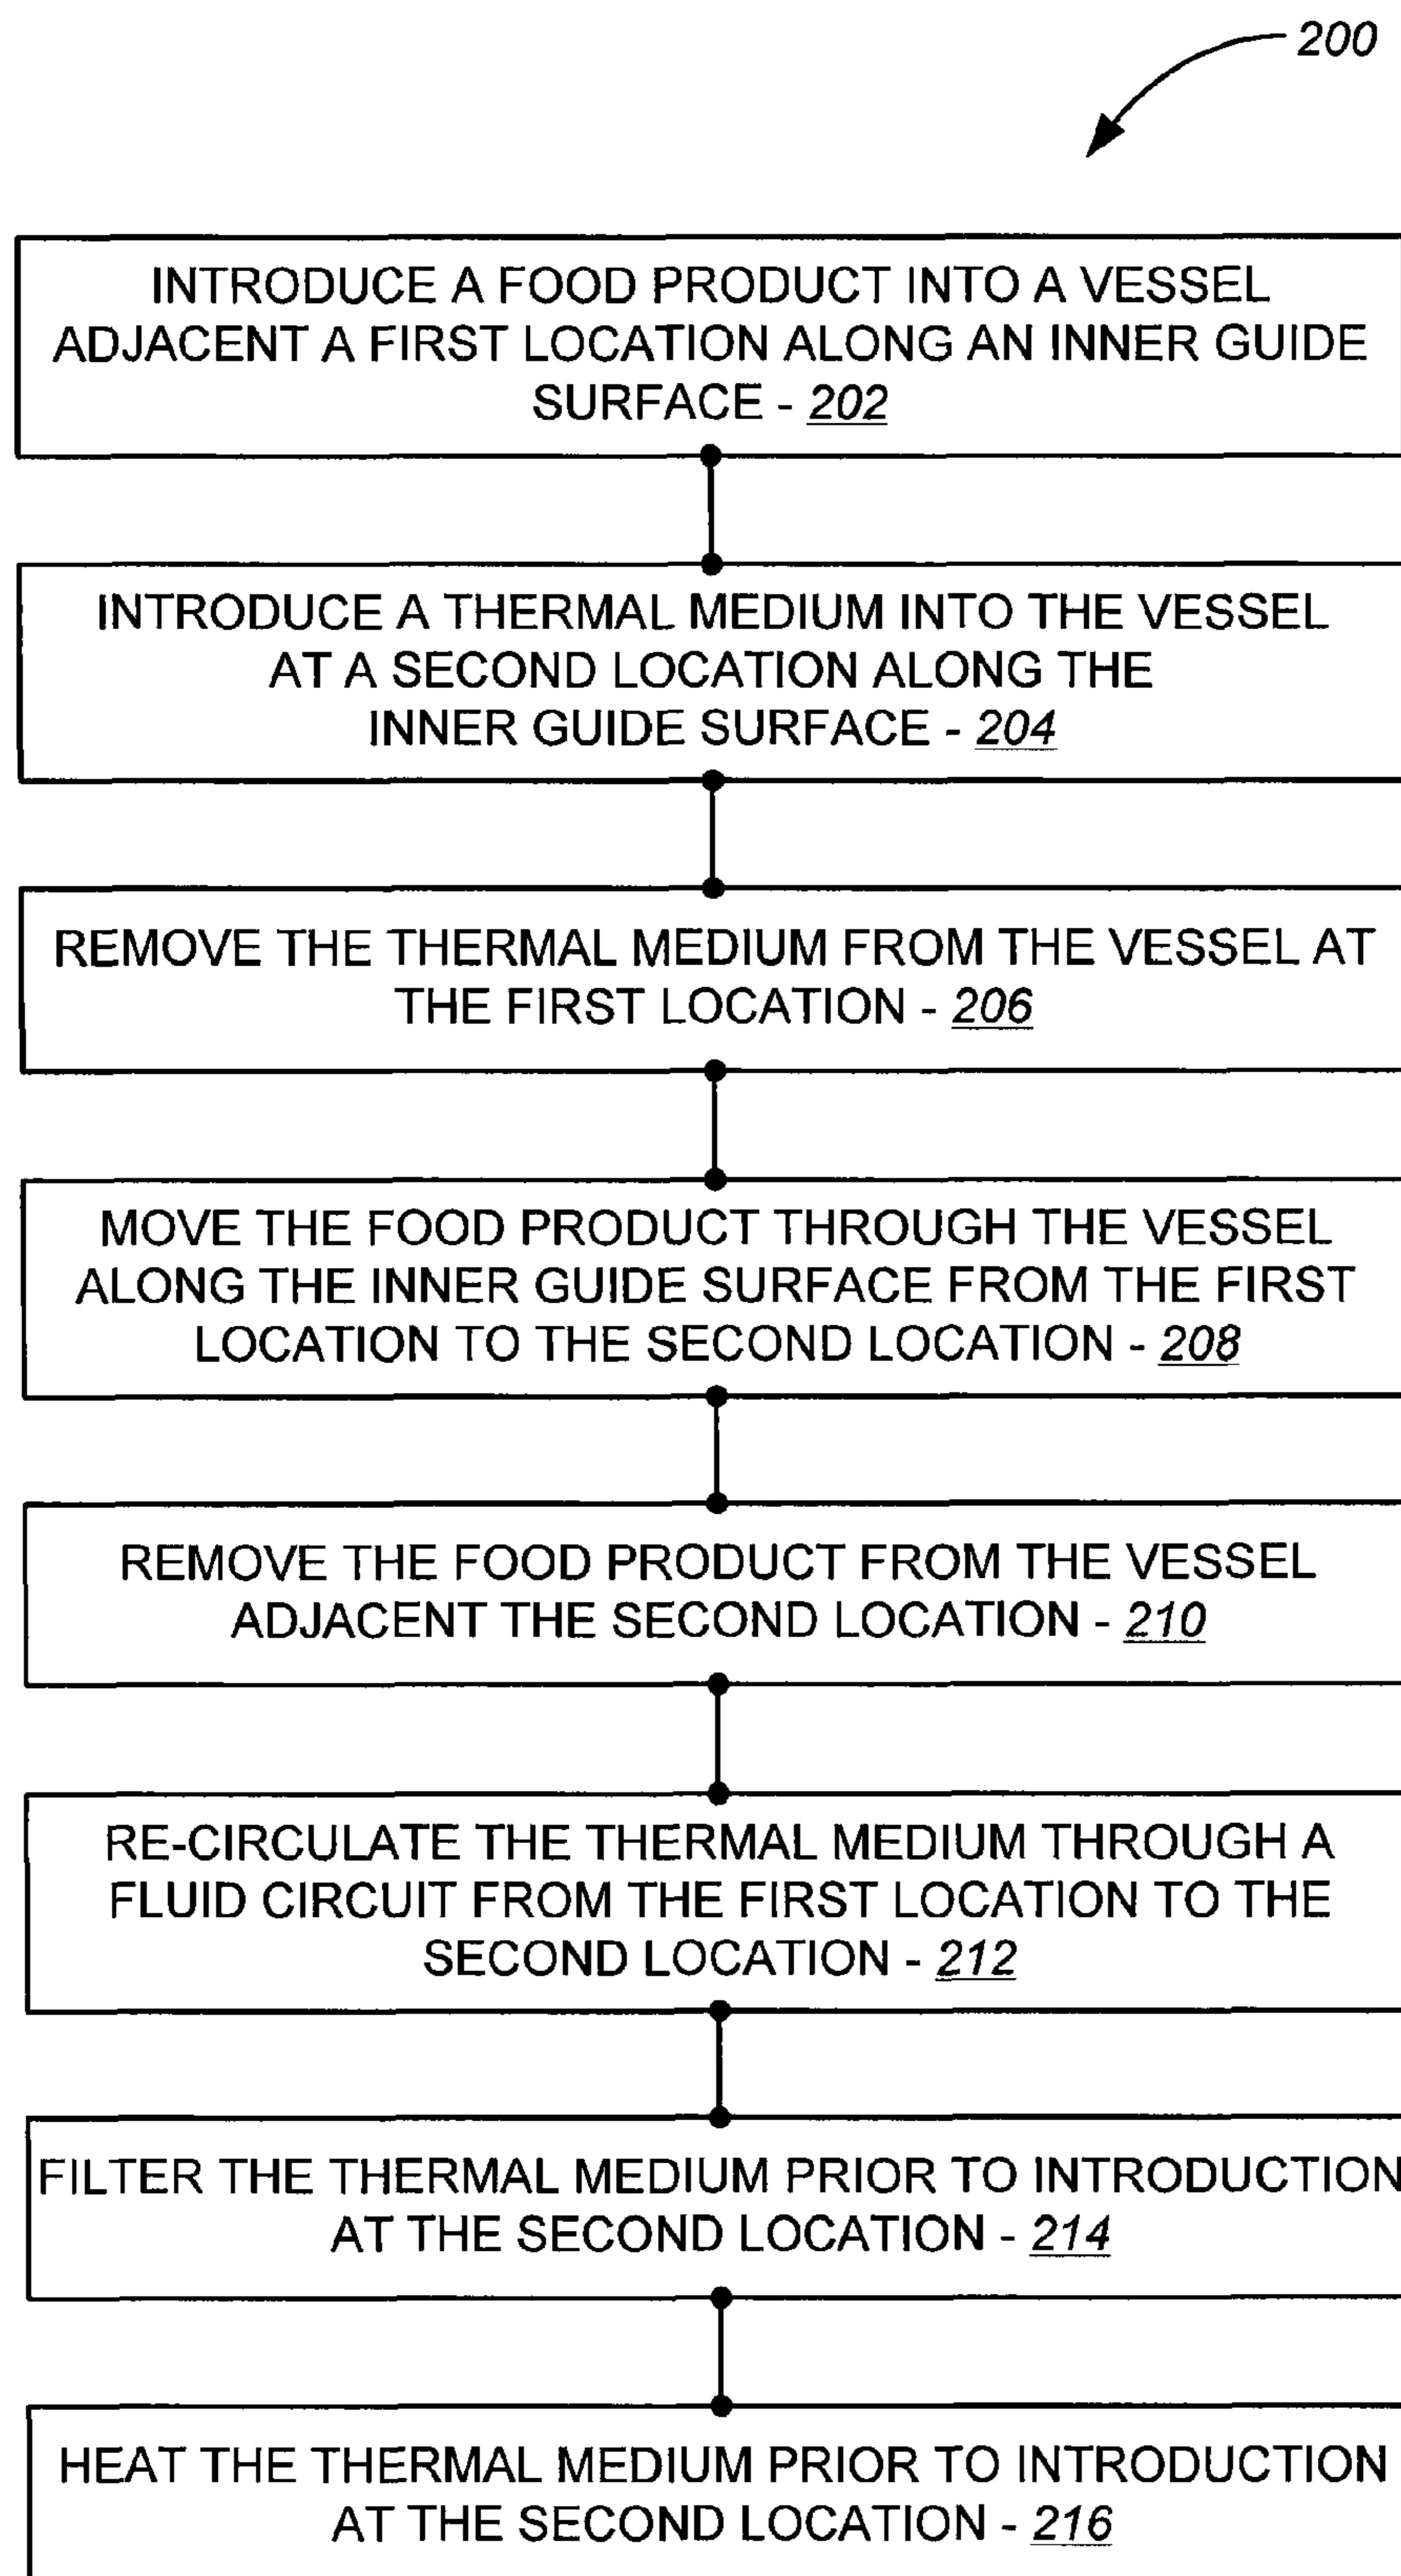 200
INTRODUCE A FOOD PRODUCT INTO A VESSEL
ADJACENT A FIRST LOCATION ALONG AN INNER GUIDE
SURFACE - 202
INTRODUCE A THERMAL MEDIUM INTO THE VESSEL
AT A SECOND LOCATION ALONG THE
INNER GUIDE SURFACE - 204
REMOVE THE THERMAL MEDIUM FROM THE VESSEL AT
THE FIRST LOCATION - 206
MOVE THE FOOD PRODUCT THROUGH THE VESSEL
ALONG THE INNER GUIDE SURFACE FROM THE FIRST
LOCATION TO THE SECOND LOCATION - 208
REMOVE THE FOOD PRODUCT FROM THE VESSEL
ADJACENT THE SECOND LOCATION - 210
RE-CIRCULATE THE THERMAL MEDIUM THROUGH A
FLUID CIRCUIT FROM THE FIRST LOCATION TO THE
SECOND LOCATION - 212
FILTER THE THERMAL MEDIUM PRIOR TO INTRODUCTION
AT THE SECOND LOCATION - 214
HEAT THE THERMAL MEDIUM PRIOR TO INTRODUCTION
AT THE SECOND LOCATION - 216